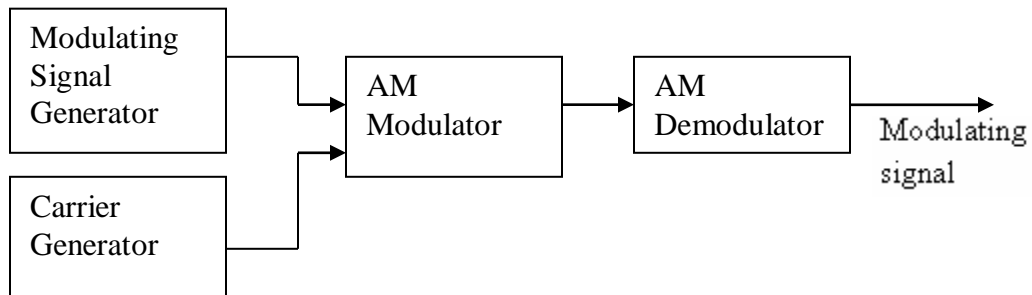 Modulating
Signal
Generator
Carrier
Generator
AM
Modulator
AM
Demodulator
Modulating
signal